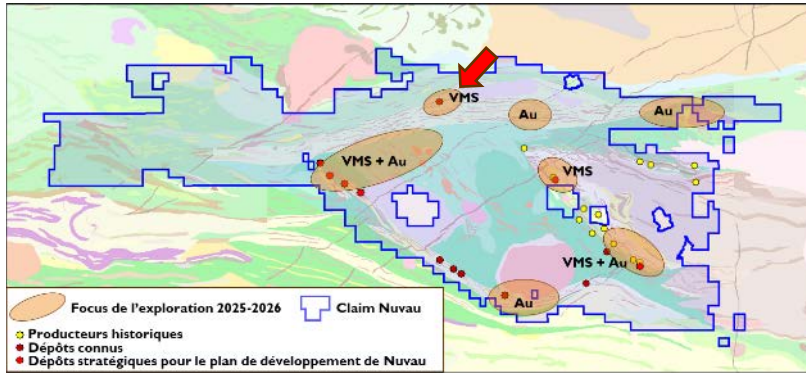 VMS
Au
Au
VMS + Au
VMS
VMS + Au
Au
Focus de l'exploration 2025-2026
Claim Nuvau
Producteurs historiques
Dépôts connus
Dépôts stratégiques pour le plan de développement de Nuvau